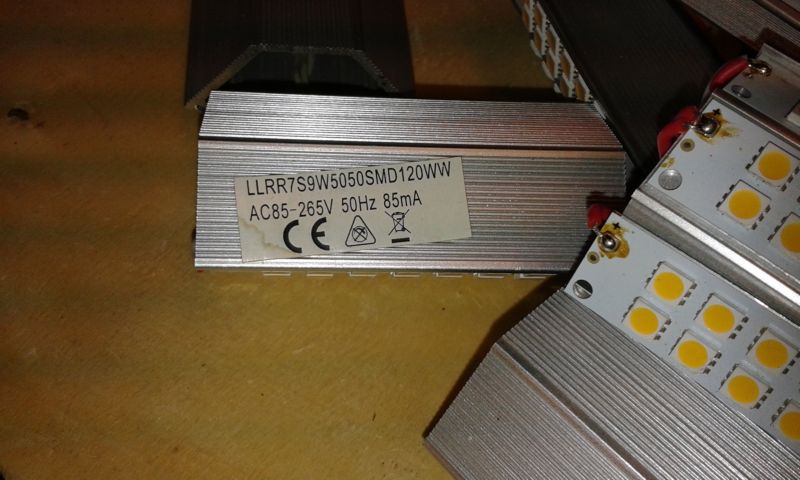 LLRR7S9W5050SMD120WW
AC85-265V 50Hz 85mA
CE
+
+